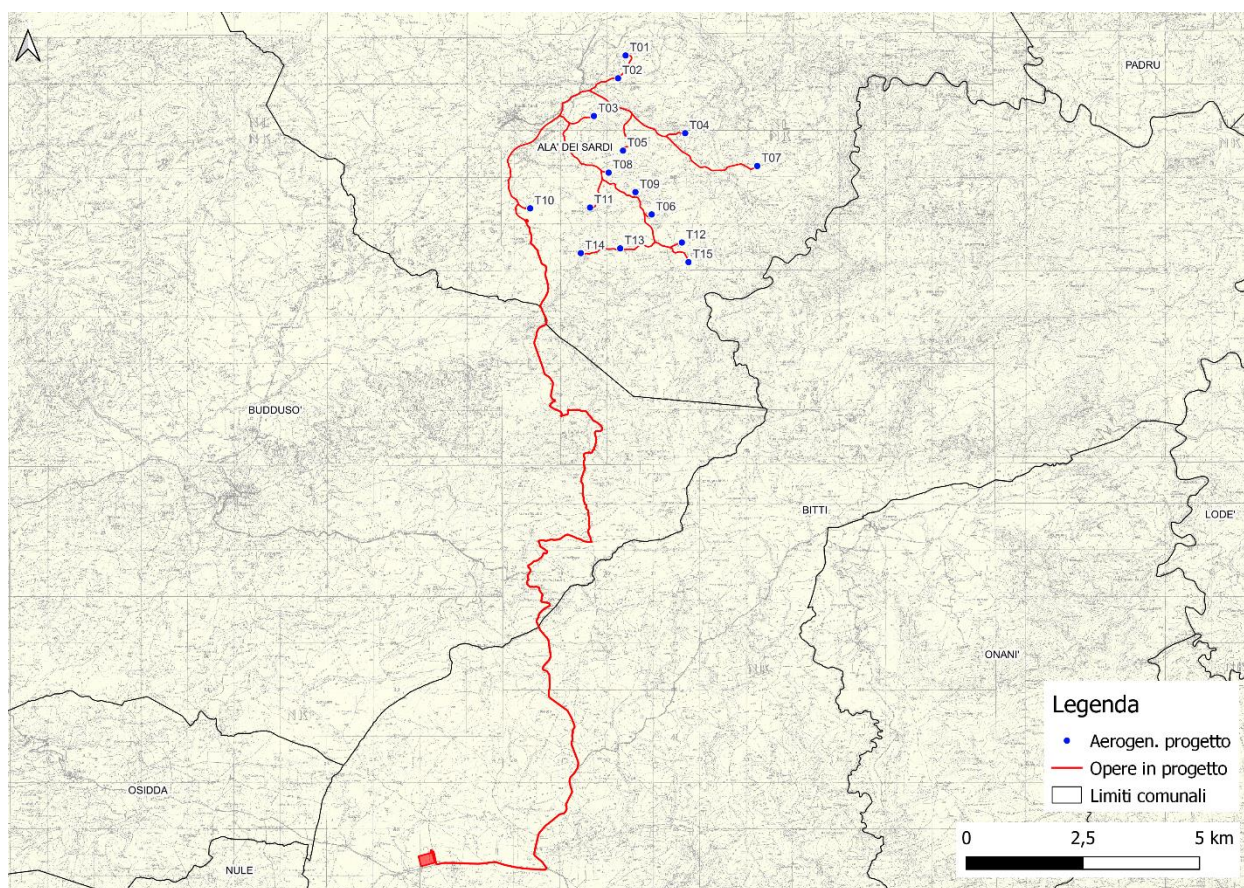 T01
PADRU
T02
T03
T04
ALA' DEI SARDI
T05
T07
T08
T09
T10
T11
T06
T12
T14
T13
T15
BUDDUSO'
BITTI
LODE'
ONANI'
OSIDDA
NULE
Legenda
Aerogen. progetto
Opere in progetto
Limiti comunali
0 2,5 5 km